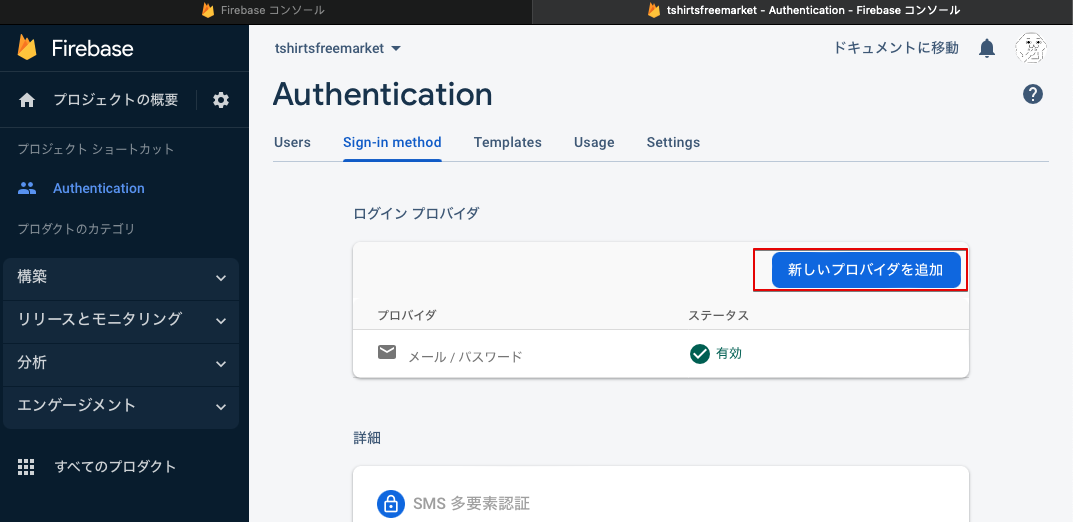 Firebase コンソール
tshirtsfreemarket - Authentication - Firebase コンソール
Firebase
プロジェクトの概要
プロジェクト ショートカット
Authentication
プロダクトのカテゴリ
構築
リリースとモニタリング
分析
エンゲージメント
すべてのプロダクト
tshirtsfreemarket
ドキュメントに移動
Authentication
Users Sign-in method Templates Usage Settings
ログイン プロバイダ
新しいプロバイダを追加
プロバイダ ステータス
メール / パスワード 有効
詳細
SMS 多要素認証